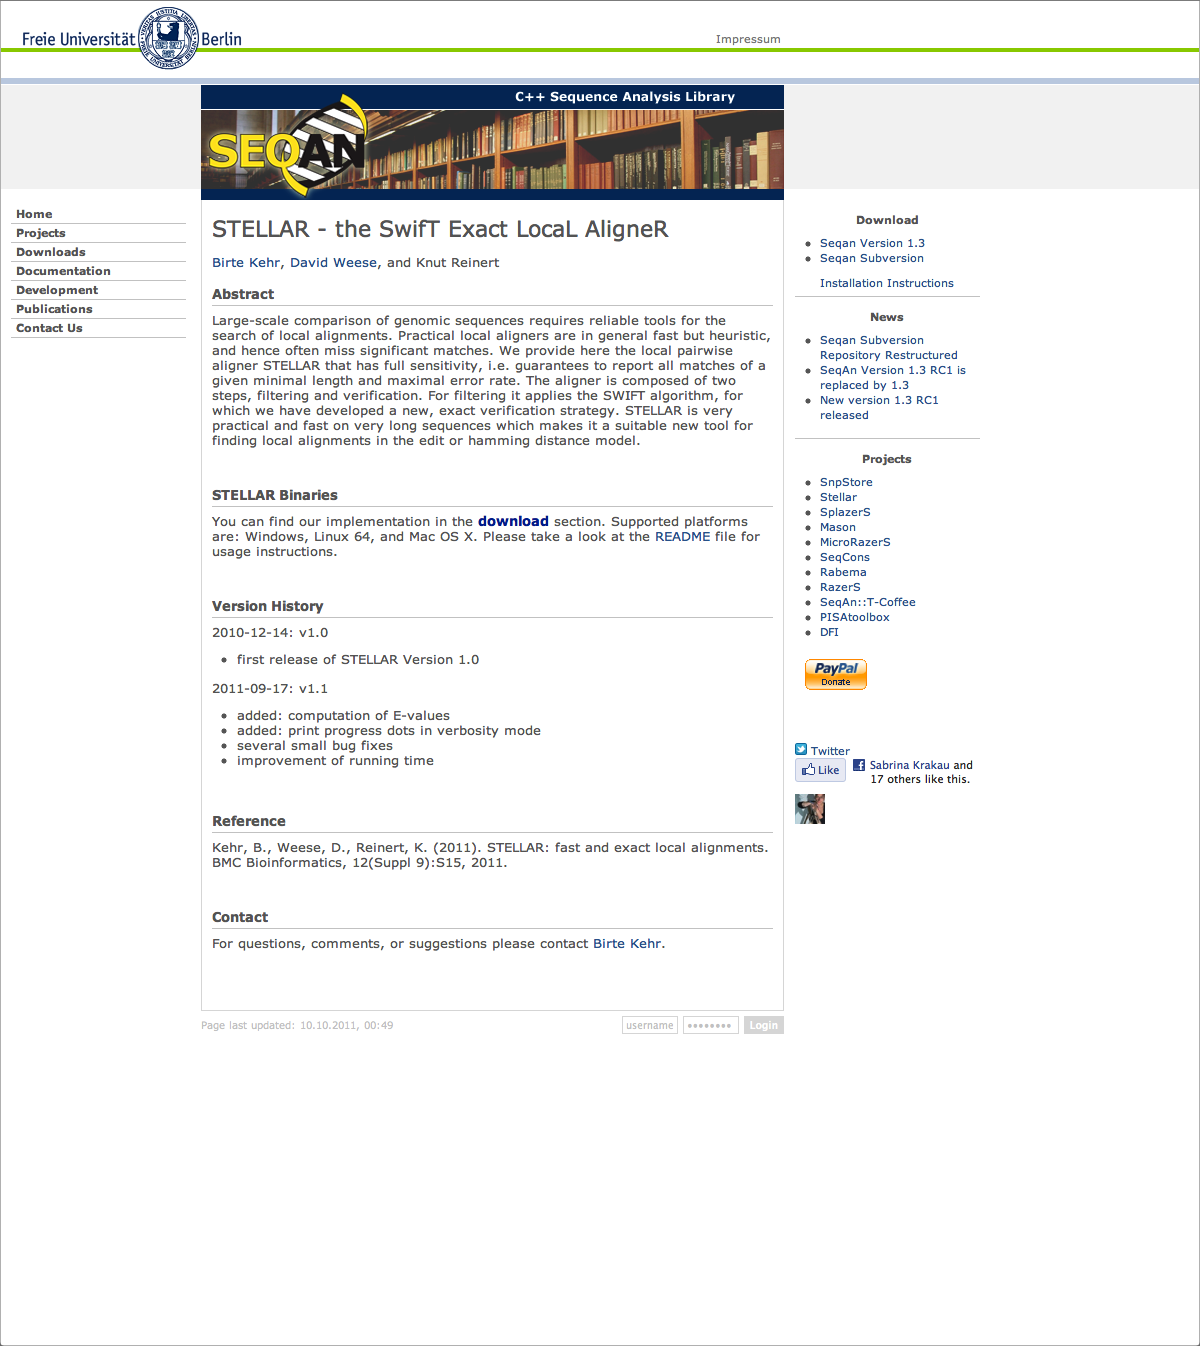 Freie Universität Berlin
Impressum
C++ Sequence Analysis Library
SEQAN
Home
Projects
Downloads
Documentation
Development
Publications
Contact Us
STELLAR - the SwifT Exact LocaL AligneR
Birte Kehr, David Weese, and Knut Reinert
Abstract
Large-scale comparison of genomic sequences requires reliable tools for the
search of local alignments. Practical local aligners are in general fast but heuristic,
and hence often miss significant matches. We provide here the local pairwise
aligner STELLAR that has full sensitivity, i.e. guarantees to report all matches of a
given minimal length and maximal error rate. The aligner is composed of two
steps, filtering and verification. For filtering it applies the SWIFT algorithm, for
which we have developed a new, exact verification strategy. STELLAR is very
practical and fast on very long sequences which makes it a suitable new tool for
finding local alignments in the edit or hamming distance model.
STELLAR Binaries
You can find our implementation in the download section. Supported platforms
are: Windows, Linux 64, and Mac OS X. Please take a look at the README file for
usage instructions.
Version History
2010-12-14: v1.0
• first release of STELLAR Version 1.0
2011-09-17: v1.1
• added: computation of E-values
• added: print progress dots in verbosity mode
• several small bug fixes
• improvement of running time
Reference
Kehr, B., Weese, D., Reinert, K. (2011). STELLAR: fast and exact local alignments.
BMC Bioinformatics, 12(Suppl 9):S15, 2011.
Contact
For questions, comments, or suggestions please contact Birte Kehr.
Page last updated: 10.10.2011, 00:49
username
••••••••
Login
Download
• Seqan Version 1.3
• Seqan Subversion
Installation Instructions
News
• Seqan Subversion
Repository Restructured
• SeqAn Version 1.3 RC1 is
replaced by 1.3
• New version 1.3 RC1
released
Projects
• SnpStore
• Stellar
• SplazerS
• Mason
• MicroRazerS
• SeqCons
• Rabema
• RazerS
• SeqAn::T-Coffee
• PISAtoolbox
• DFI
PayPal
Donate
Twitter
Like
Sabrina Krakau and
17 others like this.